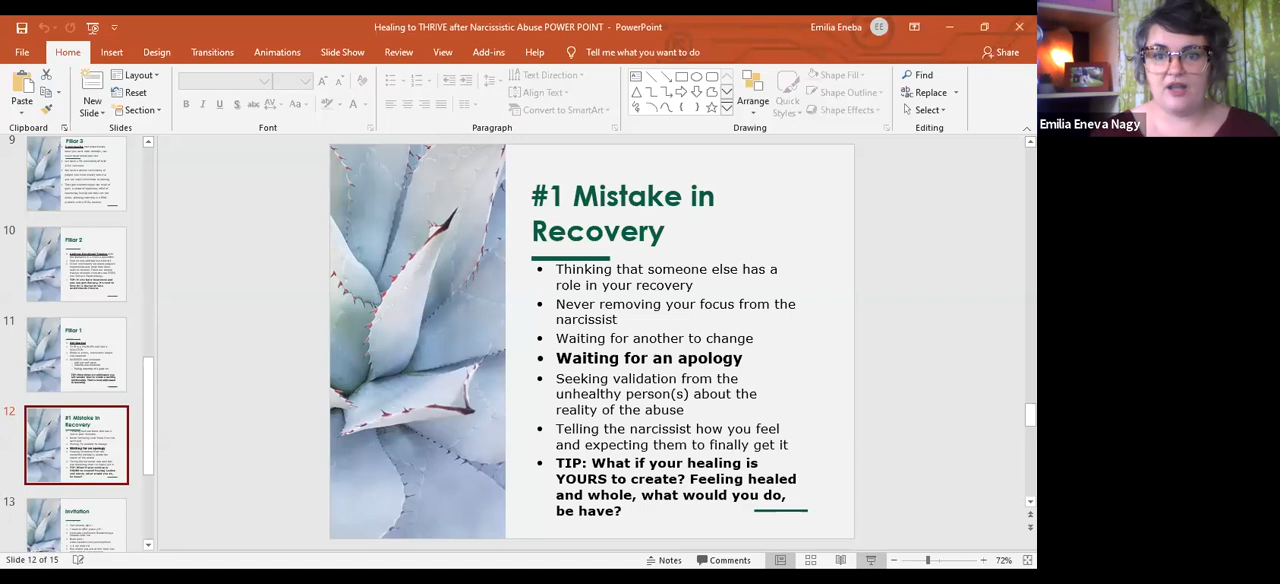 Healing to THRIVE after Narcissistic Abuse POWER POINT - PowerPoint
Emilia Eneba
EE
File
Home
Insert
Design
Transitions
Animations
Slide Show
Review
View
Add-ins
Help
Tell me what you want to do
Share
Paste
New
Slide
Layout
Reset
Section
Text Direction
Align Text
Convert to SmartArt
Arrange
Quick
Styles
Shape Fill
Shape Outline
Shape Effects
Find
Replace
Select
Clipboard
Slides
Font
Paragraph
Drawing
Editing
Emilia Eneva Nagy
9
Pillar 3
10
Pillar 2
11
Pillar 1
12
#1 Mistake in
Recovery
13
Invitation
#1 Mistake in
Recovery
• Thinking that someone else has a
role in your recovery
• Never removing your focus from the
narcissist
• Waiting for another to change
• Waiting for an apology
• Seeking validation from the
unhealthy person(s) about the
reality of the abuse
• Telling the narcissist how you feel
and expecting them to finally get it
• TIP: What if your healing is
YOURS to create? Feeling healed
and whole, what would you do,
be have?
Slide 12 of 15
Notes
Comments
72%